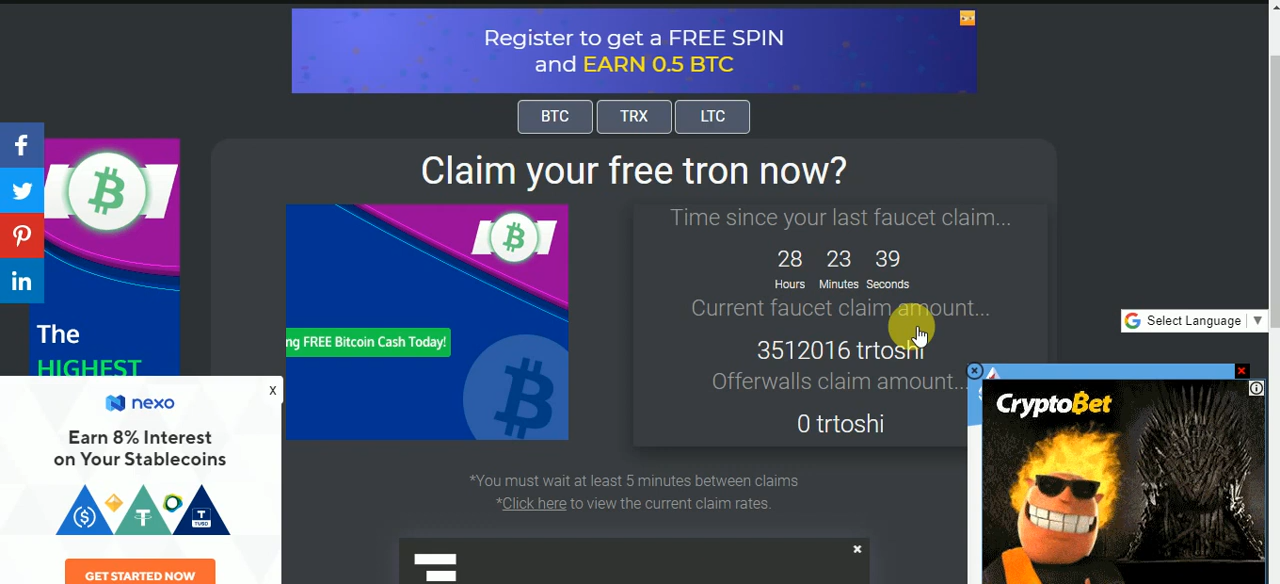 Register to get a FREE SPIN
and EARN 0.5 BTC
BTC TRX LTC
Claim your free tron now?
Time since your last faucet claim...
28 23 39
Hours Minutes Seconds
Current faucet claim amount...
3512016 trtoshi
Offerwalls claim amount...
0 trtoshi
ng FREE Bitcoin Cash Today!
The
HIGHEST
Select Language
X
nexo
Earn 8% Interest
on Your Stablecoins
GET STARTED NOW
CryptoBet
*You must wait at least 5 minutes between claims
*Click here to view the current claim rates.